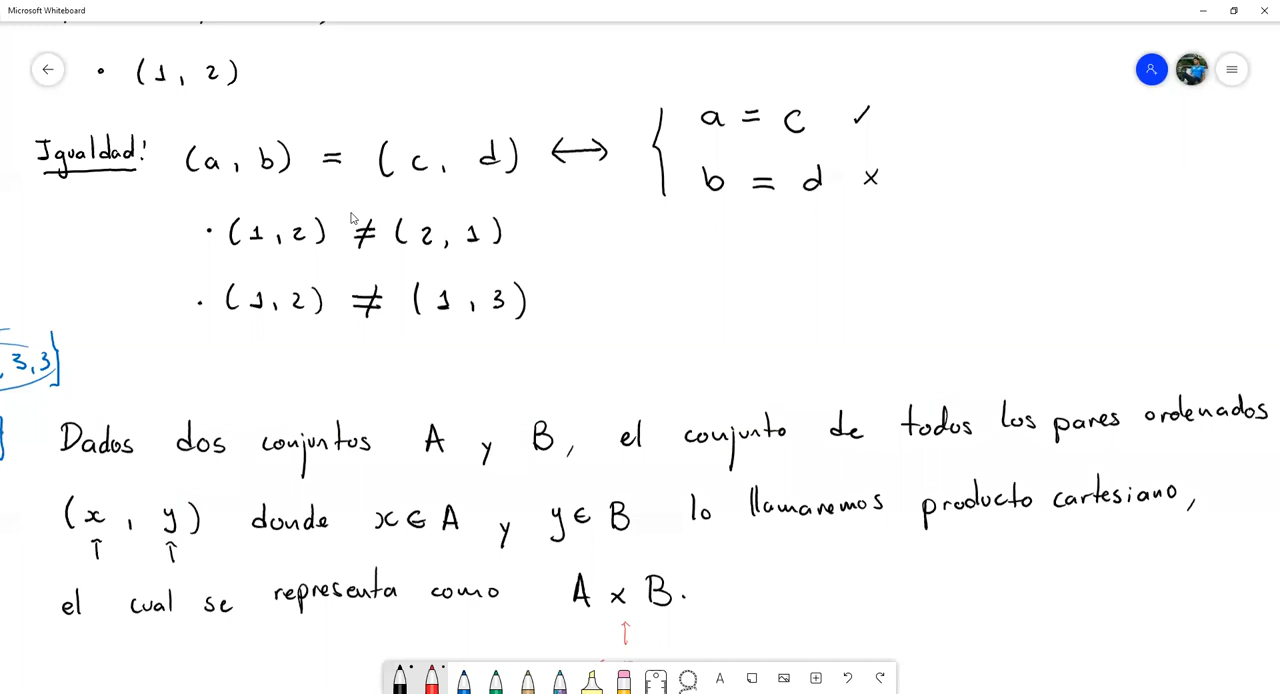 Microsoft Whiteboard
• (1, 2)
Igualdad: (a, b) = (c, d) ⟷ { a = c ✓
b = d ×
• (1, 2) ≠ (2, 1)
• (1, 2) ≠ (1, 3)
, 3, 3}
Dados dos conjuntos A y B, el conjunto de todos los pares ordenados
(x, y) donde x ∈ A y y ∈ B lo llamaremos producto cartesiano,
↑ ↑
el cual se representa como A × B.
↑
A